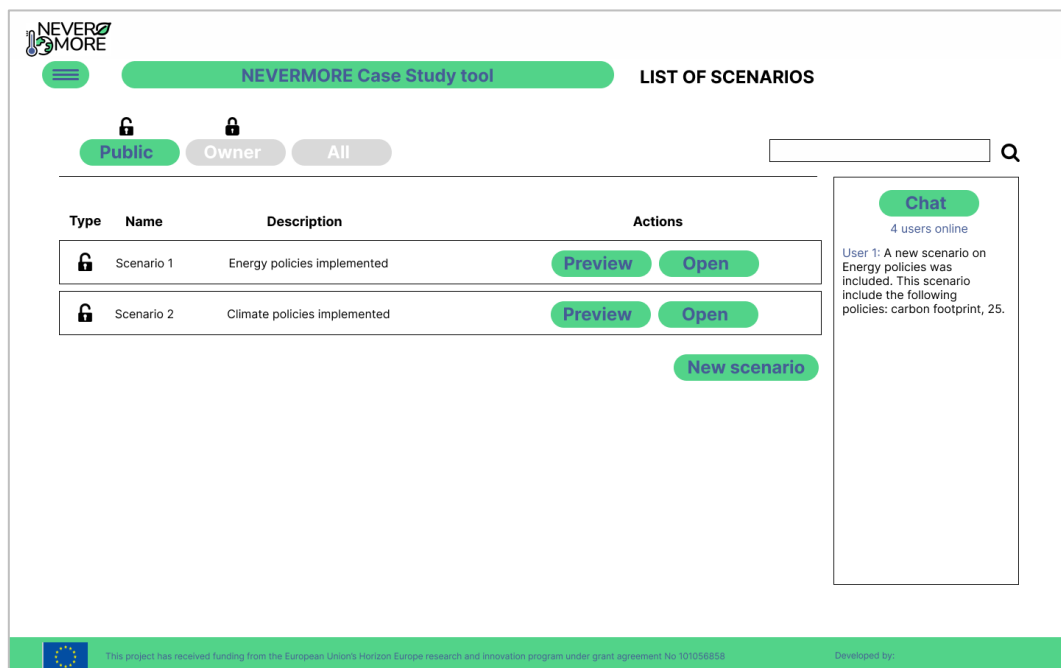 NEVER
MORE
NEVERMORE Case Study tool
LIST OF SCENARIOS
Public
Owner
All
Type Name Description Actions
Scenario 1 Energy policies implemented Preview Open
Scenario 2 Climate policies implemented Preview Open
New scenario
Chat
4 users online
User 1: A new scenario on
Energy policies was
included. This scenario
include the following
policies: carbon footprint, 25.
This project has received funding from the European Union's Horizon Europe research and innovation program under grant agreement No 101056858
Developed by: